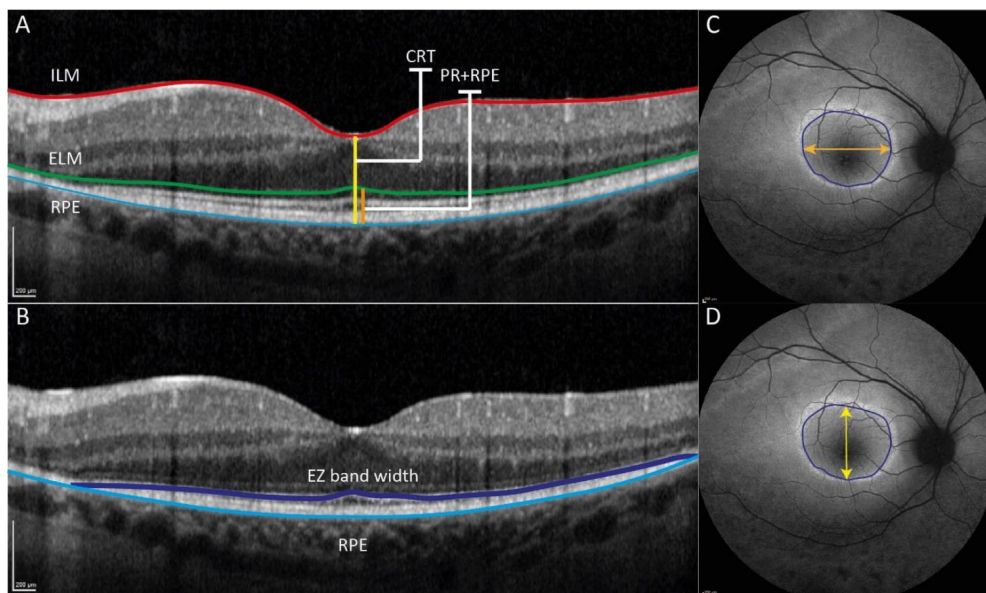 A
ILM
CRT
PR+RPE
ELM
RPE
200 µm
B
EZ band width
RPE
200 µm
C
D